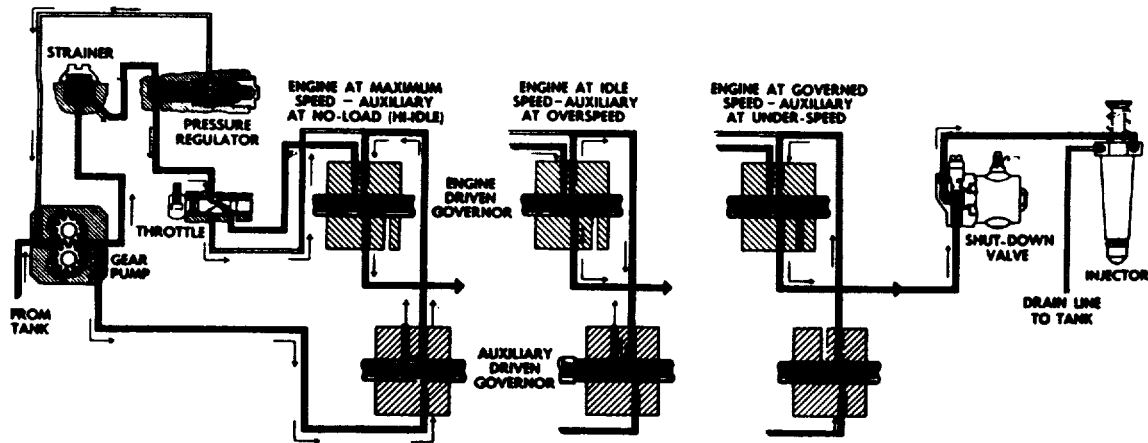 STRAINER
PRESSURE
REGULATOR
THROTTLE
GEAR
PUMP
FROM
TANK
ENGINE AT MAXIMUM
SPEED – AUXILIARY
AT NO-LOAD (HI-IDLE)
ENGINE AT IDLE
SPEED-AUXILIARY
AT OVERSPEED
ENGINE AT GOVERNED
SPEED – AUXILIARY
AT UNDER-SPEED
ENGINE
DRIVEN
GOVERNOR
AUXILIARY
DRIVEN
GOVERNOR
SHUT-DOWN
VALVE
INJECTOR
DRAIN LINE
TO TANK